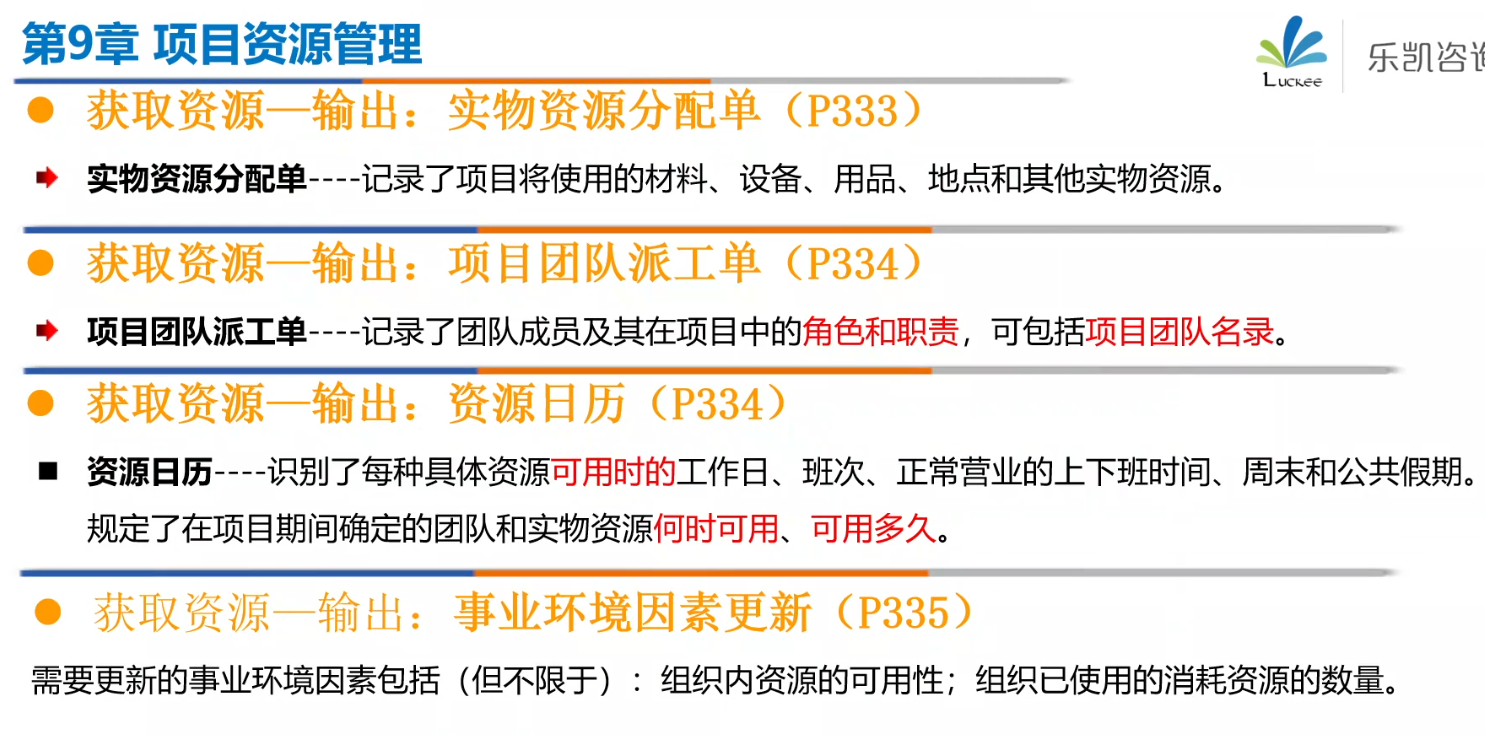 第9章 项目资源管理
Luckee
乐凯咨询
获取资源—输出：实物资源分配单（P333）
实物资源分配单----记录了项目将使用的材料、设备、用品、地点和其他实物资源。
获取资源—输出：项目团队派工单（P334）
项目团队派工单----记录了团队成员及其在项目中的角色和职责，可包括项目团队名录。
获取资源—输出：资源日历（P334）
资源日历----识别了每种具体资源可用时的工作日、班次、正常营业的上下班时间、周末和公共假期。
规定了在项目期间确定的团队和实物资源何时可用、可用多久。
获取资源—输出：事业环境因素更新（P335）
需要更新的事业环境因素包括（但不限于）：组织内资源的可用性；组织已使用的消耗资源的数量。